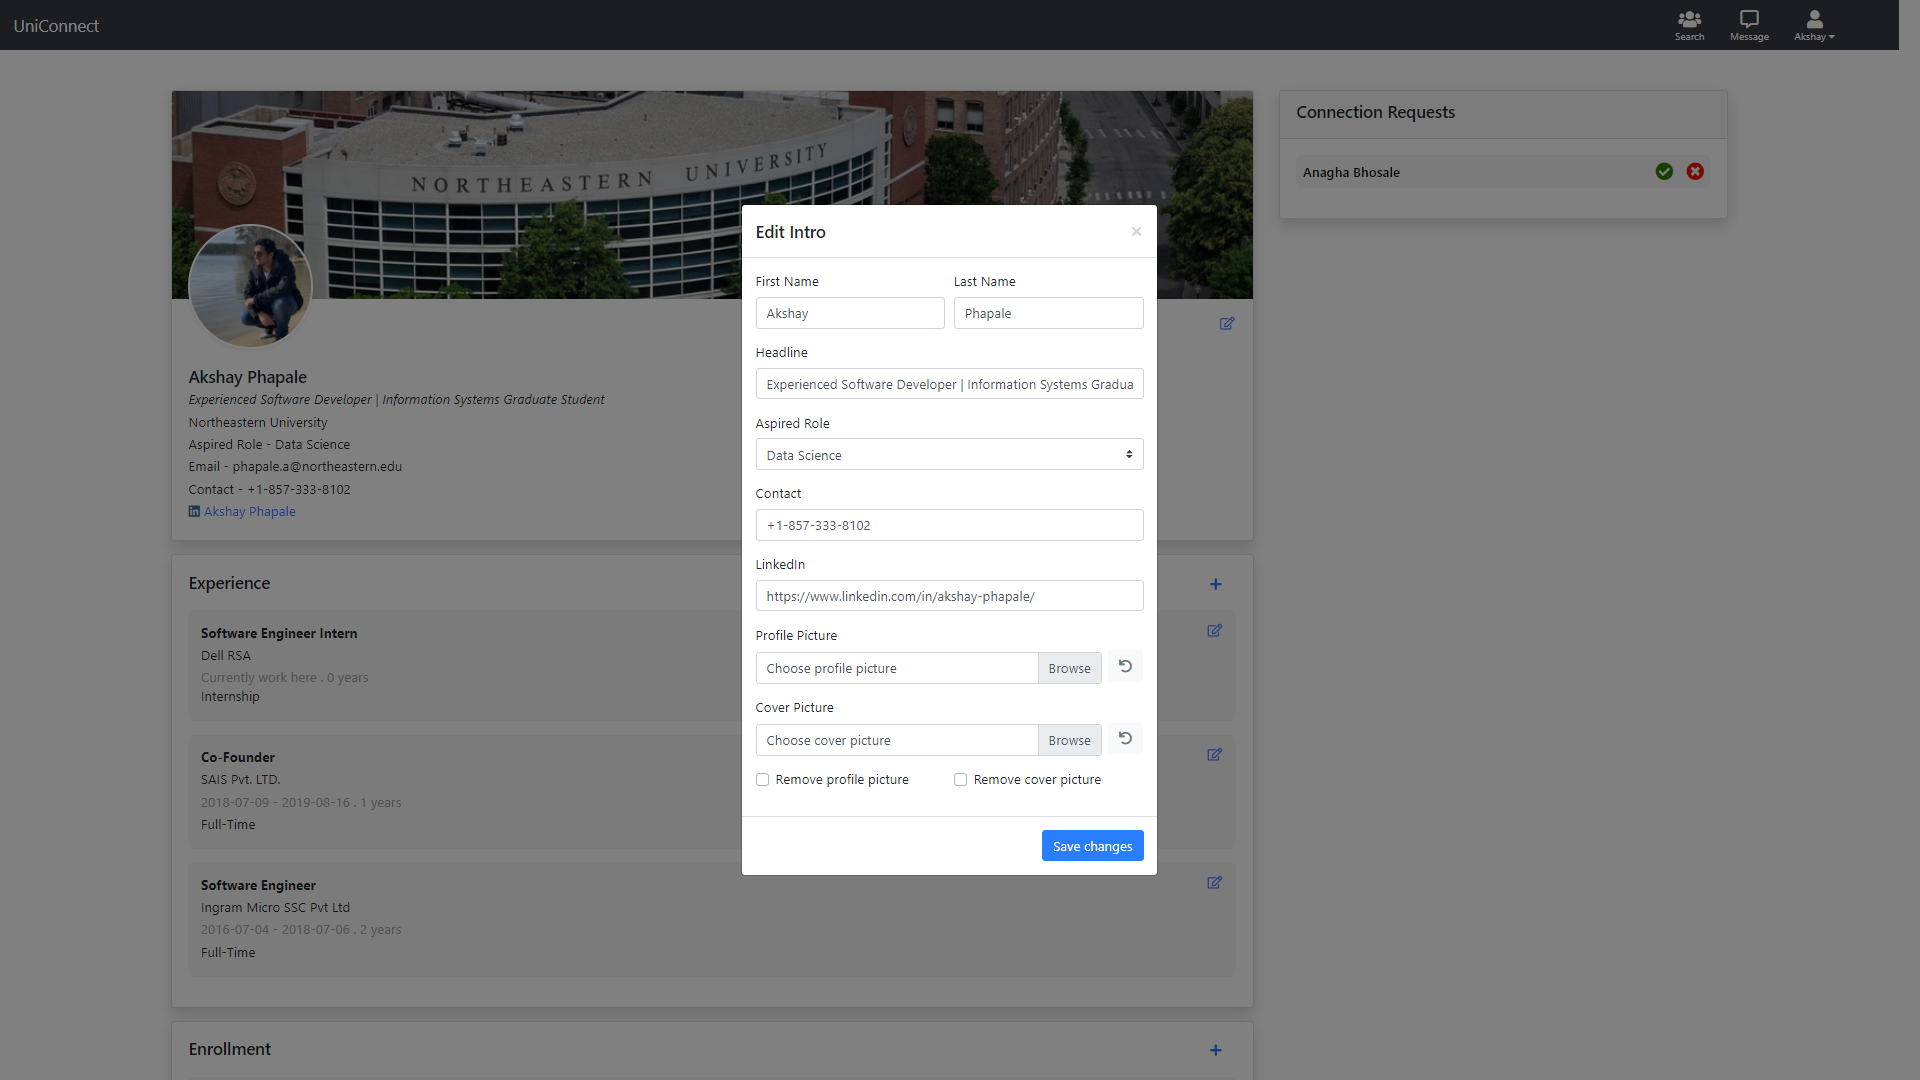 UniConnect
Search
Message
Akshay
NORTHEASTERN UNIVERSITY
Akshay Phapale
Experienced Software Developer | Information Systems Graduate Student
Northeastern University
Aspired Role - Data Science
Email - phapale.a@northeastern.edu
Contact - +1-857-333-8102
Akshay Phapale
Experience
Software Engineer Intern
Dell RSA
Currently work here . 0 years
Internship
Co-Founder
SAIS Pvt. LTD.
2018-07-09 - 2019-08-16 . 1 years
Full-Time
Software Engineer
Ingram Micro SSC Pvt Ltd
2016-07-04 - 2018-07-06 . 2 years
Full-Time
Enrollment
Edit Intro
First Name
Last Name
Akshay
Phapale
Headline
Experienced Software Developer | Information Systems Gradua
Aspired Role
Data Science
Contact
+1-857-333-8102
LinkedIn
https://www.linkedin.com/in/akshay-phapale/
Profile Picture
Choose profile picture
Browse
Cover Picture
Choose cover picture
Browse
Remove profile picture
Remove cover picture
Save changes
Connection Requests
Anagha Bhosale